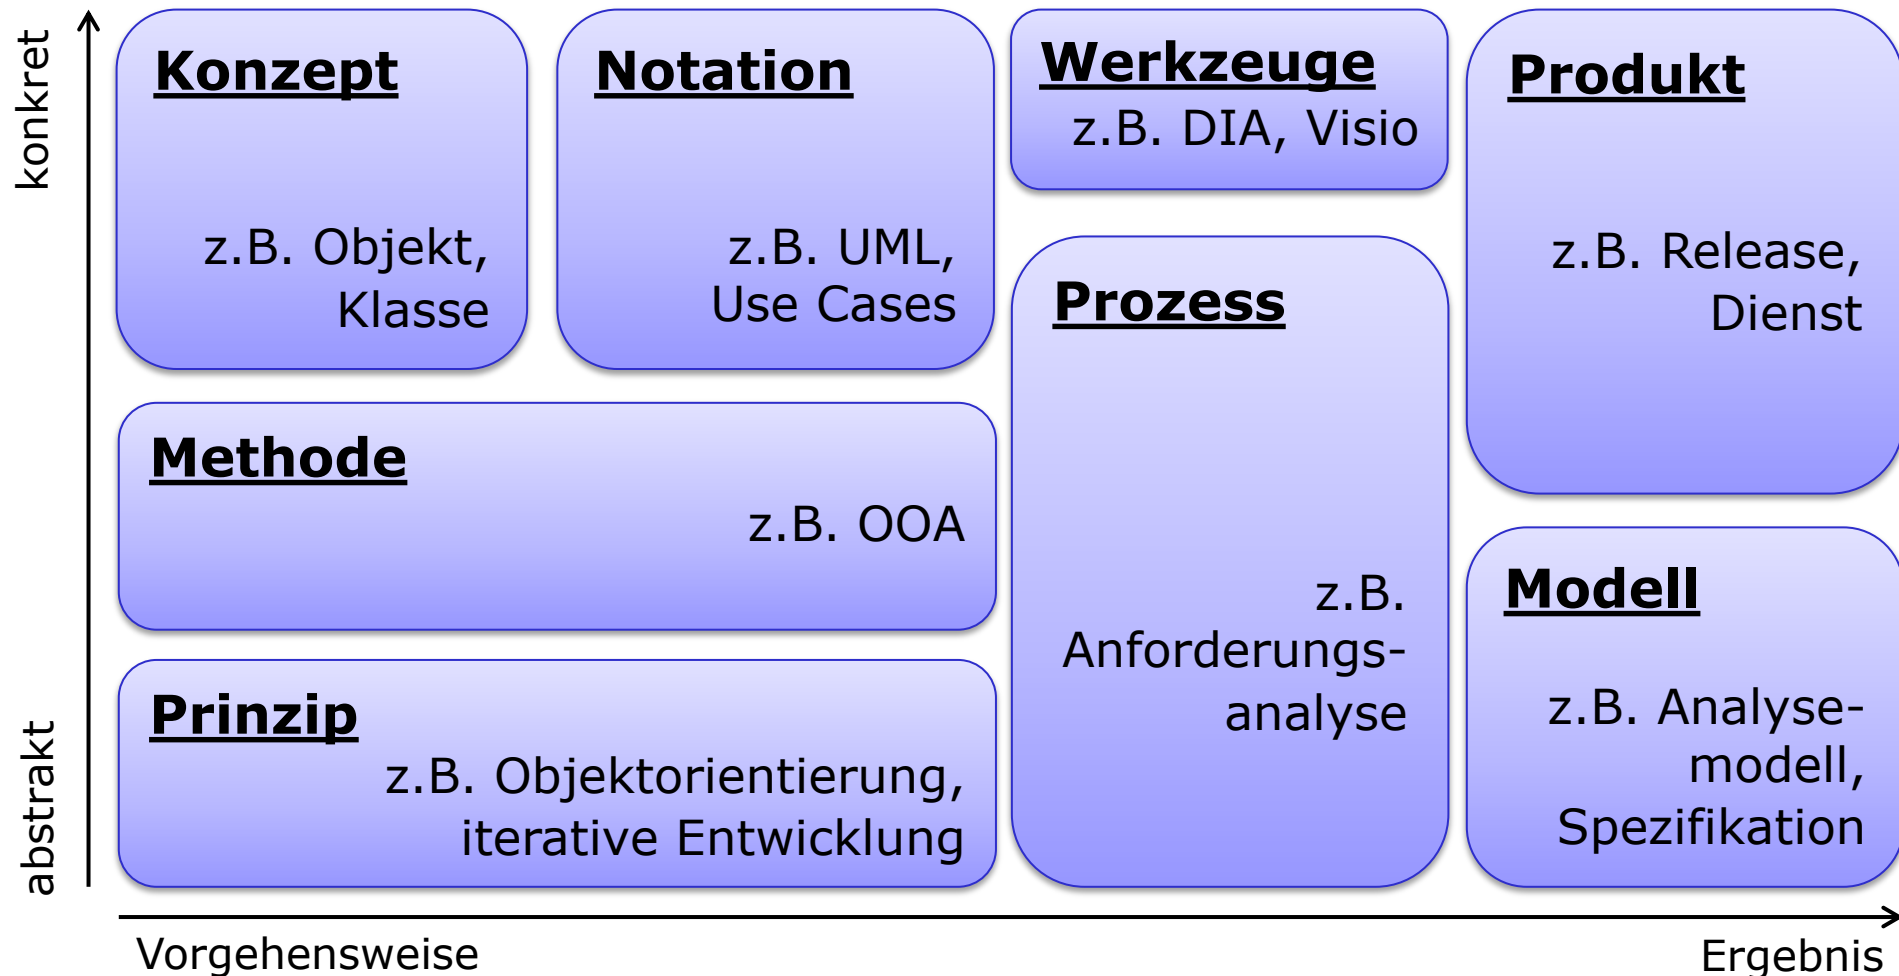 konkret
abstrakt
Konzept
z.B. Objekt,
Klasse
Notation
z.B. UML,
Use Cases
Werkzeuge
z.B. DIA, Visio
Produkt
z.B. Release,
Dienst
Methode
z.B. OOA
Prozess
z.B.
Anforderungs-
analyse
Modell
z.B. Analyse-
modell,
Spezifikation
Prinzip
z.B. Objektorientierung,
iterative Entwicklung
Vorgehensweise
Ergebnis